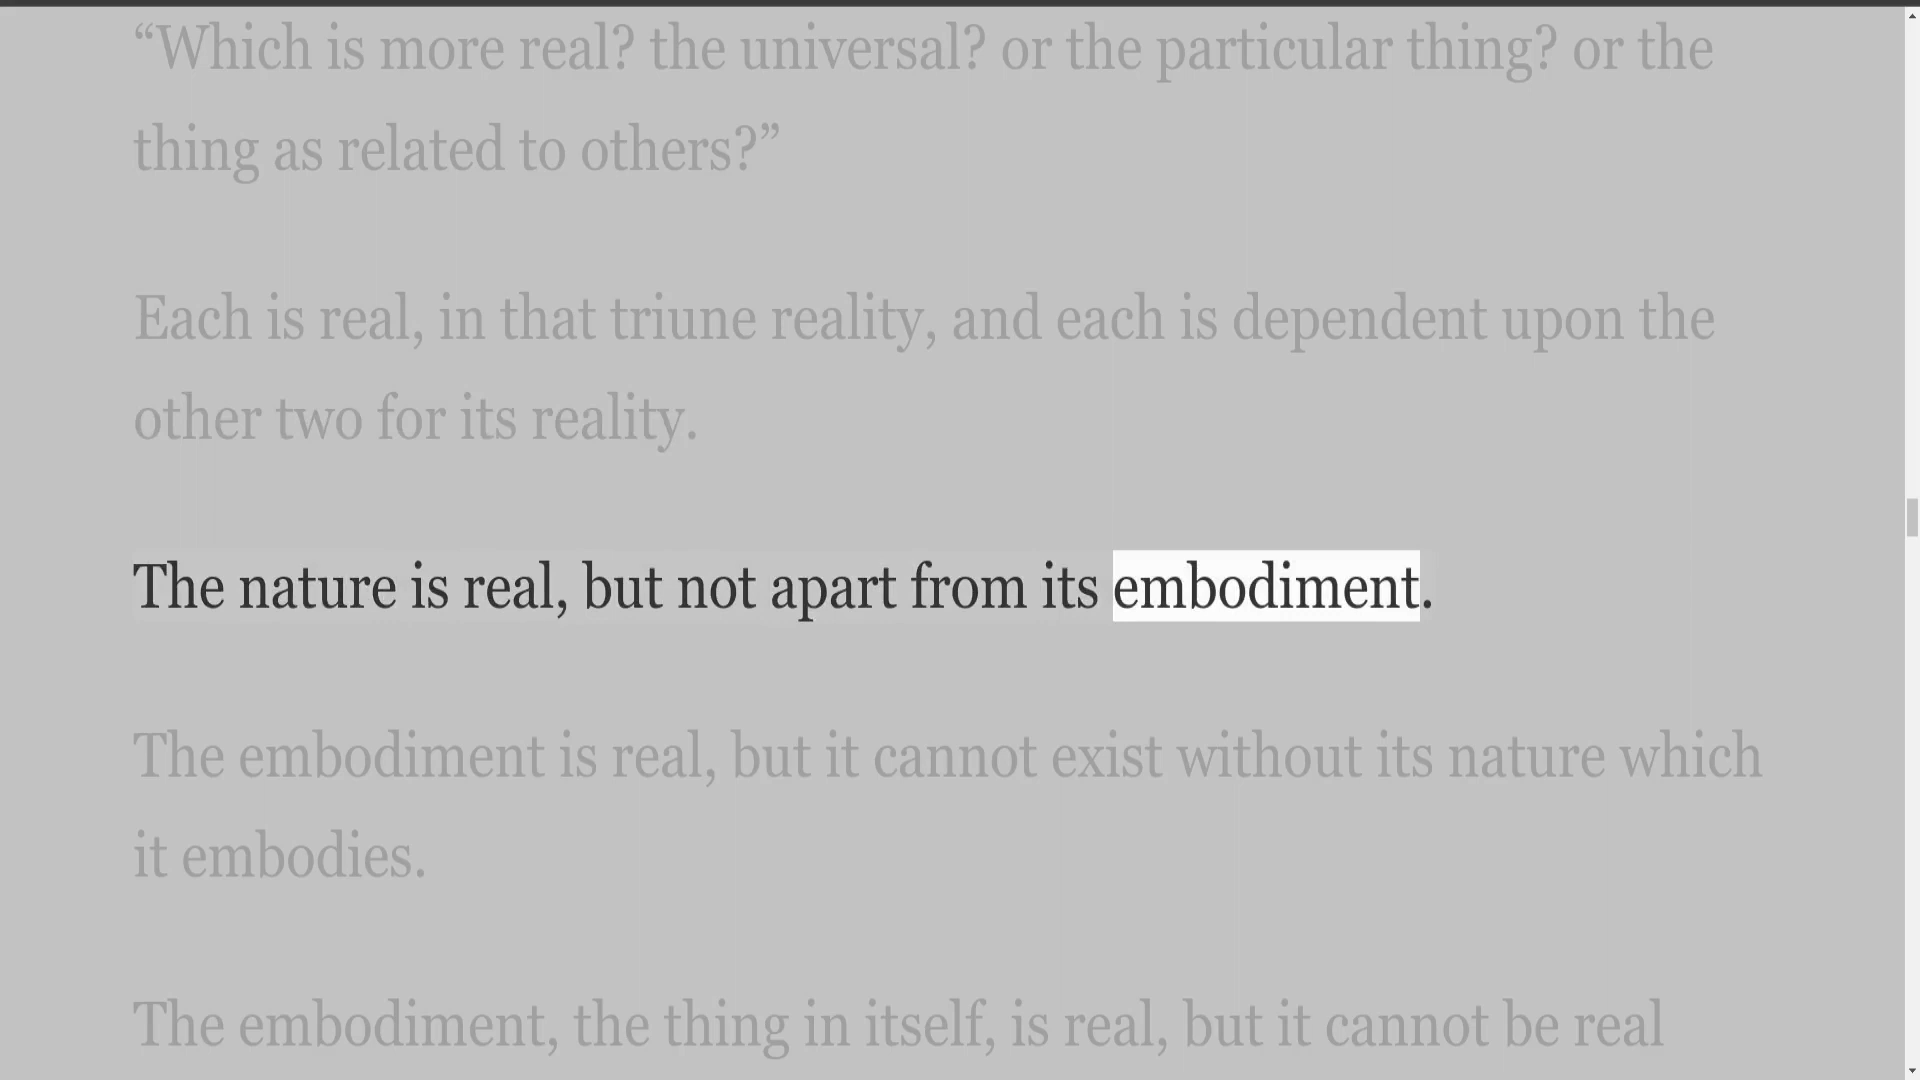 “Which is more real? the universal? or the particular thing? or the
thing as related to others?”
Each is real, in that triune reality, and each is dependent upon the
other two for its reality.
The nature is real, but not apart from its embodiment.
The embodiment is real, but it cannot exist without its nature which
it embodies.
The embodiment, the thing in itself, is real, but it cannot be real